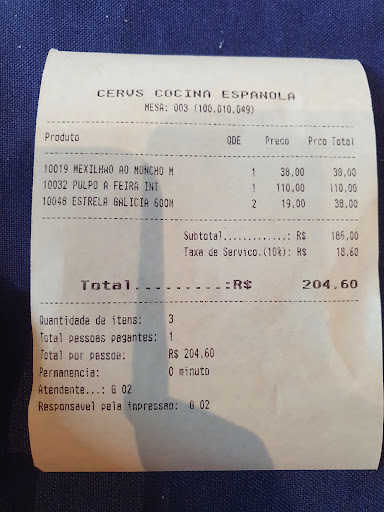 CERVS COCINA ESPANOLA
MESA: 003 (100.010.049)
Produto QDE Preco Prco Total
10019 MEXILHAO AO MONCHO M 1 38,00 38,00
10032 PULPO A FEIRA INT 1 110,00 110,00
10048 ESTRELA GALICIA 600M 2 19,00 38,00
Subtotal.............: R$ 186,00
Taxa de Servico.(10%): R$ 18,60
Total..........:R$ 204,60
Quantidade de itens: 3
Total pessoas pagantes: 1
Total por pessoa: R$ 204,60
Permanencia: 0 minuto
Atendente...: G 02
Responsavel pela impressao: G 02